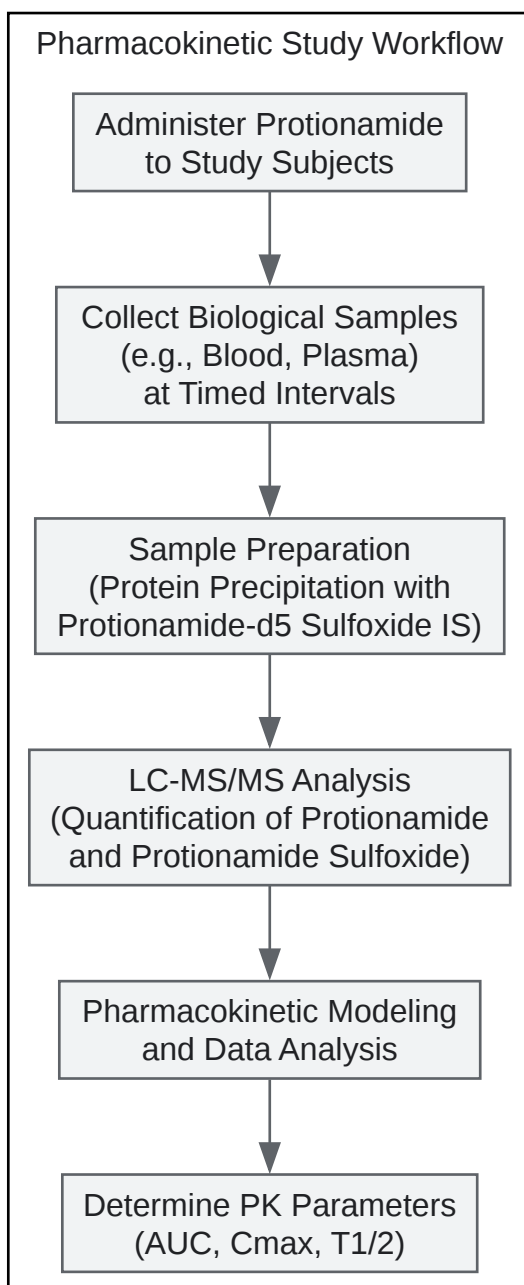 Pharmacokinetic Study Workflow
Administer Protionamide
to Study Subjects
Collect Biological Samples
(e.g., Blood, Plasma)
at Timed Intervals
Sample Preparation
(Protein Precipitation with
Protionamide-d5 Sulfoxide IS)
LC-MS/MS Analysis
(Quantification of Protionamide
and Protionamide Sulfoxide)
Pharmacokinetic Modeling
and Data Analysis
Determine PK Parameters
(AUC, Cmax, T1/2)